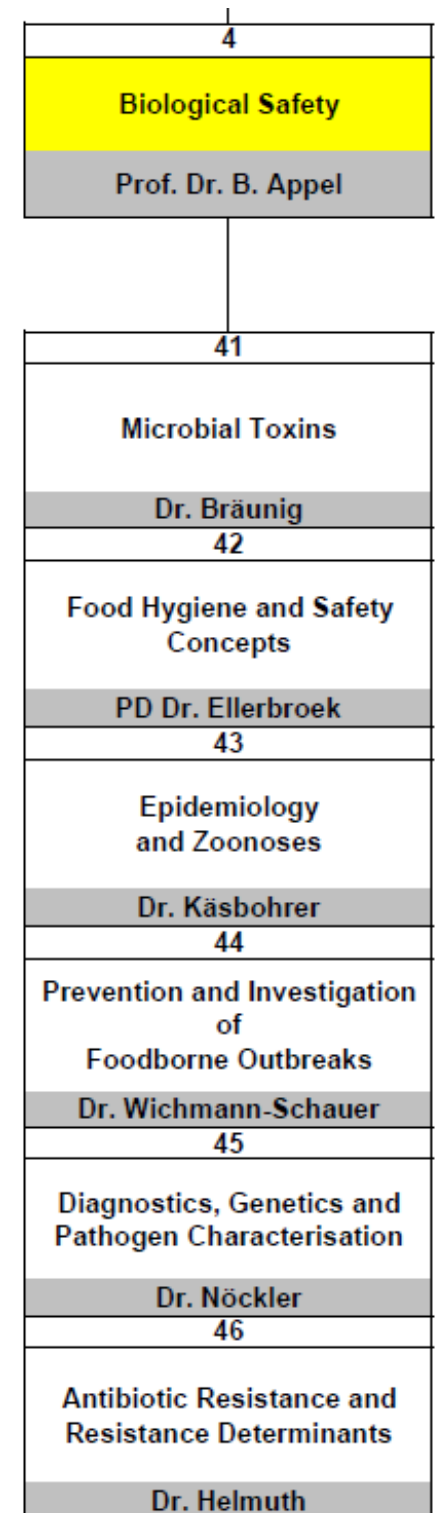 4
Biological Safety
Prof. Dr. B. Appel
41
Microbial Toxins
Dr. Bräunig
42
Food Hygiene and Safety
Concepts
PD Dr. Ellerbroek
43
Epidemiology
and Zoonoses
Dr. Käsbohrer
44
Prevention and Investigation
of
Foodborne Outbreaks
Dr. Wichmann-Schauer
45
Diagnostics, Genetics and
Pathogen Characterisation
Dr. Nöckler
46
Antibiotic Resistance and
Resistance Determinants
Dr. Helmuth